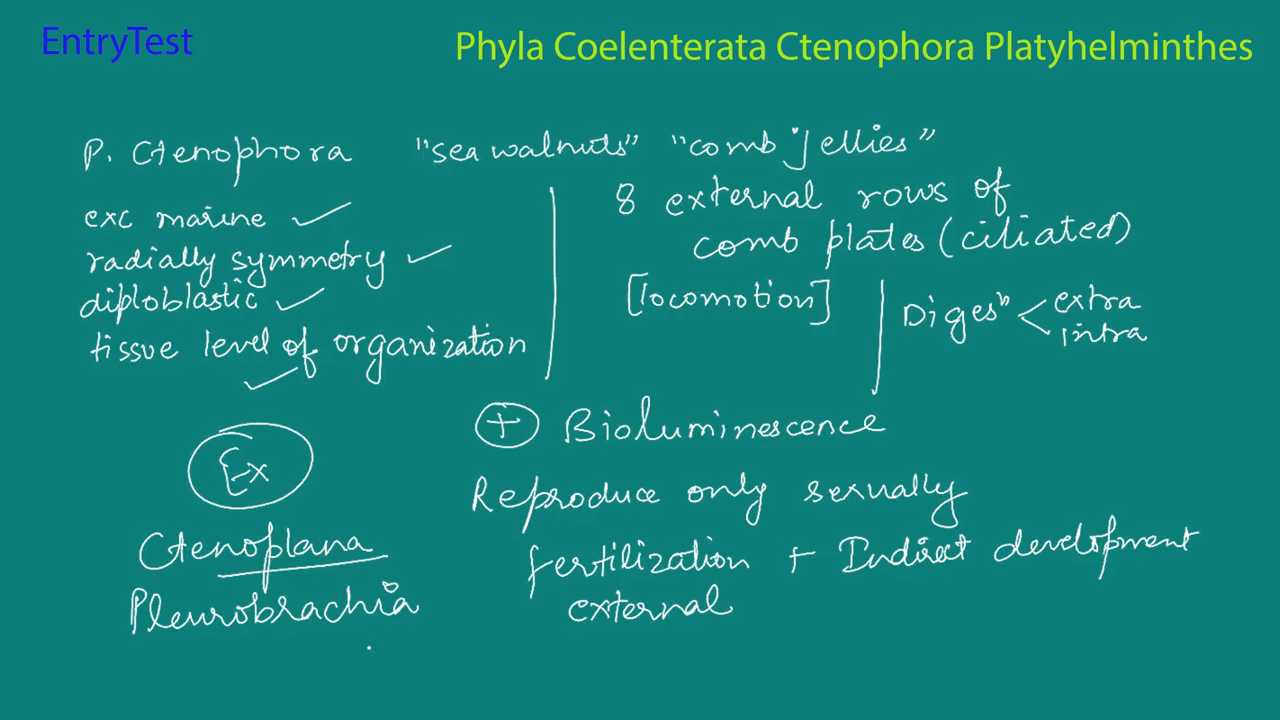 EntryTest
Phyla Coelenterata Ctenophora Platyhelminthes
P. Ctenophora "sea walnuts" "comb jellies"
exc marine
radially symmetry
diploblastic
tissue level of organization
8 external rows of
comb plates (ciliated)
[locomotion]
Diges" < extra
intra
+ Bioluminescence
Reproduce only sexually
fertilization + Indirect development
external
Ex
Ctenoplana
Pleurobrachia